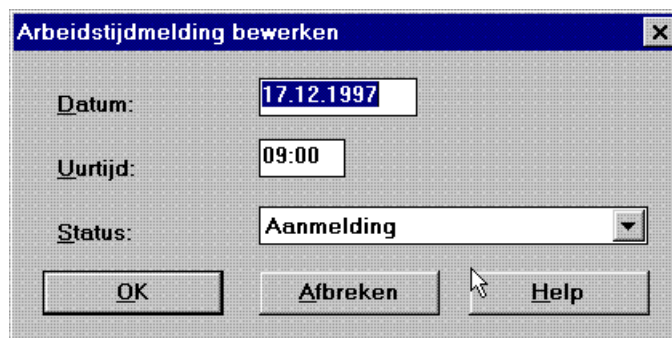 Arbeidstijdmelding bewerken
Datum: 17.12.1997
Uurtijd: 09:00
Status: Aanmelding
OK Afbreken Help